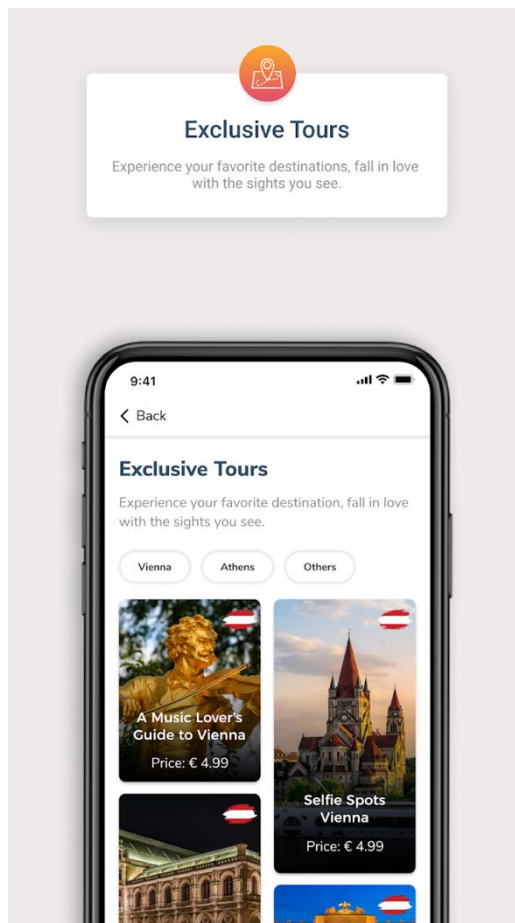 Exclusive Tours
Experience your favorite destinations, fall in love
with the sights you see.
9:41
Back
Exclusive Tours
Experience your favorite destination, fall in love
with the sights you see.
Vienna
Athens
Others
A Music Lover's
Guide to Vienna
Price: € 4.99
Selfie Spots
Vienna
Price: € 4.99